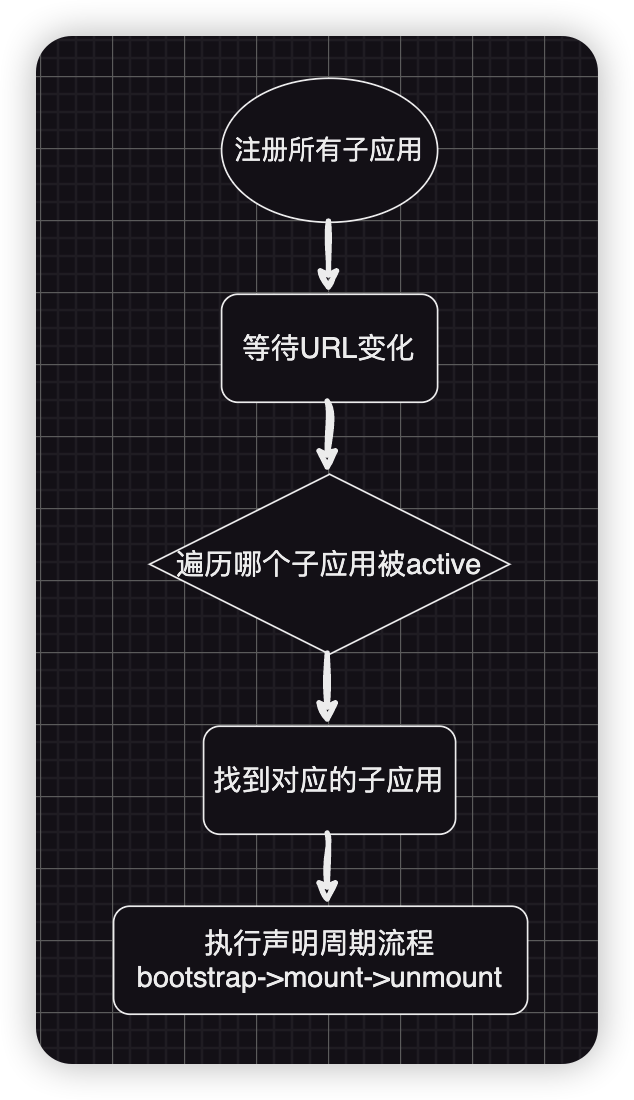 注册所有子应用
等待URL变化
遍历哪个子应用被active
找到对应的子应用
执行声明周期流程
bootstrap->mount->unmount